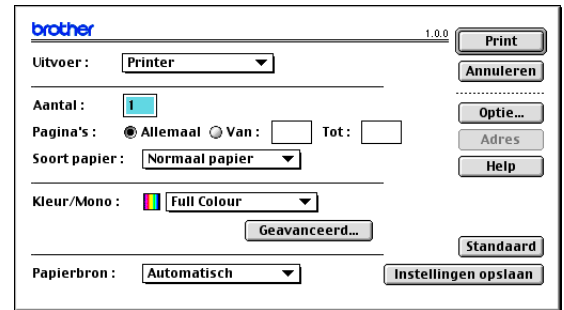 brother 1.0.0 Print
Uitvoer : Printer Annuleren
Aantal : 1 Optie...
Pagina's : Allemaal Van : Tot : Adres
Soort papier : Normaal papier Help
Kleur/Mono : Full Colour
Geavanceerd...
Standaard
Papierbron : Automatisch Instellingen opslaan